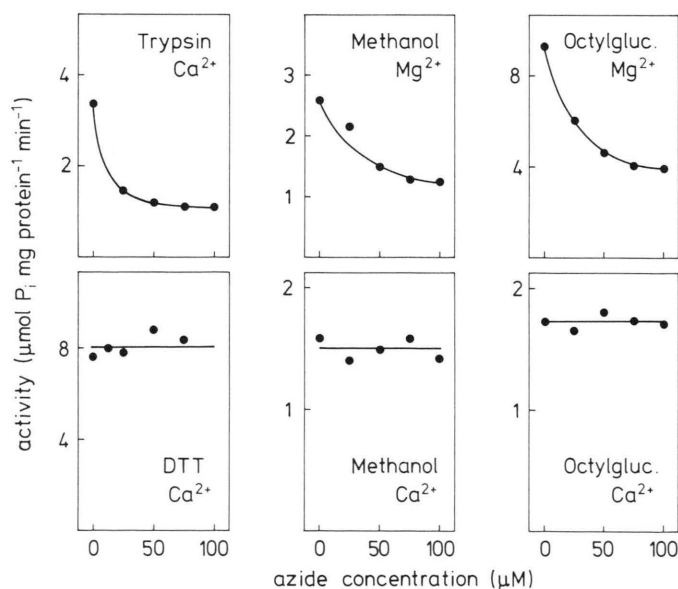 Trypsin
Ca²⁺
4
2
Methanol
Mg²⁺
3
2
1
0
Octylgluc.
Mg²⁺
8
4
activity (μmol Pᵢ mg protein⁻¹ min⁻¹)
8
4
DTT
Ca²⁺
0 50 100
2
1
0
Methanol
Ca²⁺
0 50 100
2
1
Octylgluc.
Ca²⁺
0 50 100
azide concentration (μM)